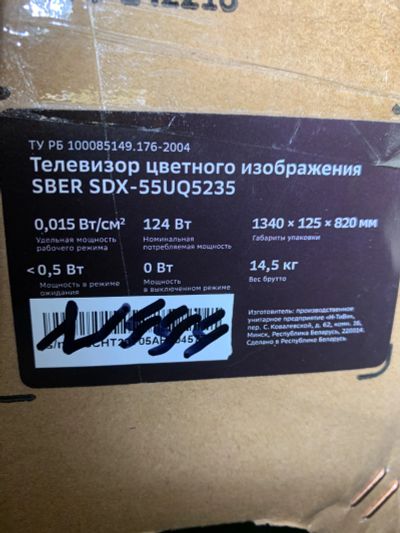 ТУ РБ 100085149.176-2004
Телевизор цветного изображения
SBER SDX-55UQ5235
0,015 Вт/см² 124 Вт 1340 × 125 × 820 мм
Удельная мощность рабочего режима
Номинальная потребляемая мощность
Габариты упаковки
<0,5 Вт 0 Вт 14,5 кг
Мощность в режиме ожидания
Мощность в выключенном режиме
Вес брутто
Изготовитель: производственное
унитарное предприятие «Н-ТиВи»,
пер. С. Ковалевской, д. 62, комн. 16,
Минск, Республика Беларусь, 220014.
Сделано в Республике Беларусь